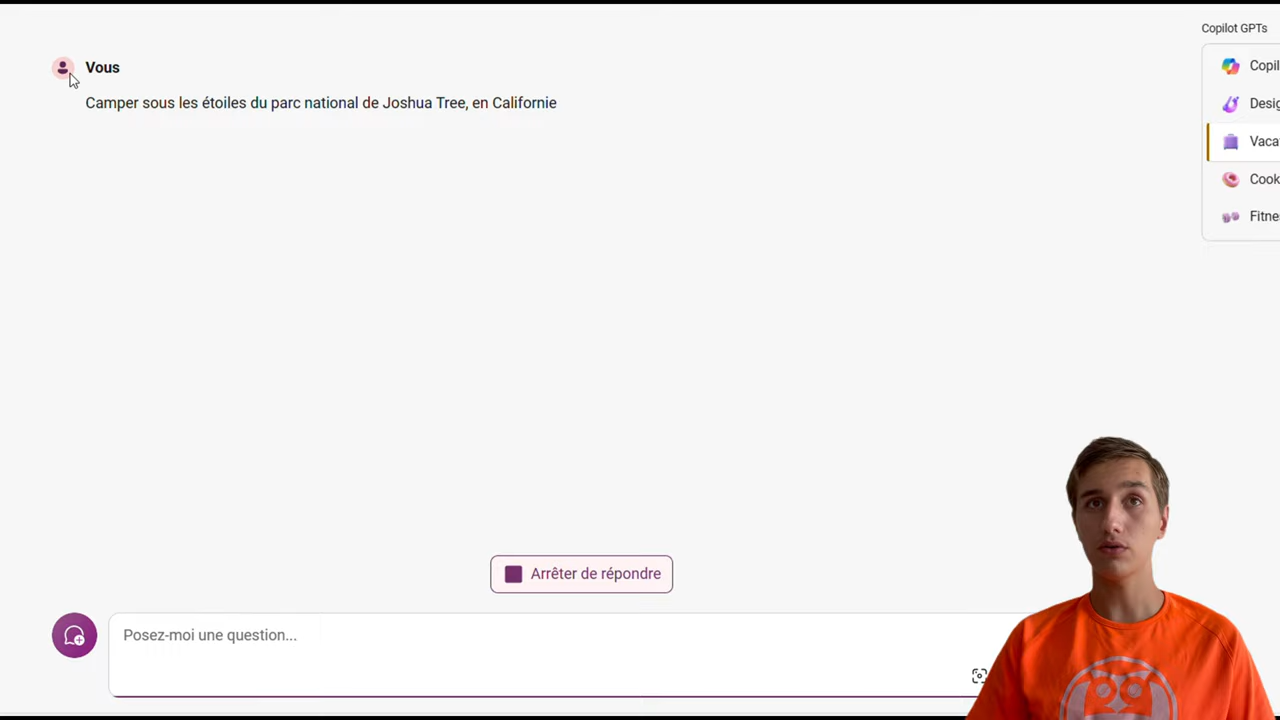 Copilot GPTs
Vous
Copil
Camper sous les étoiles du parc national de Joshua Tree, en Californie
Desig
Vaca
Cook
Fitne
Arrêter de répondre
Posez-moi une question...